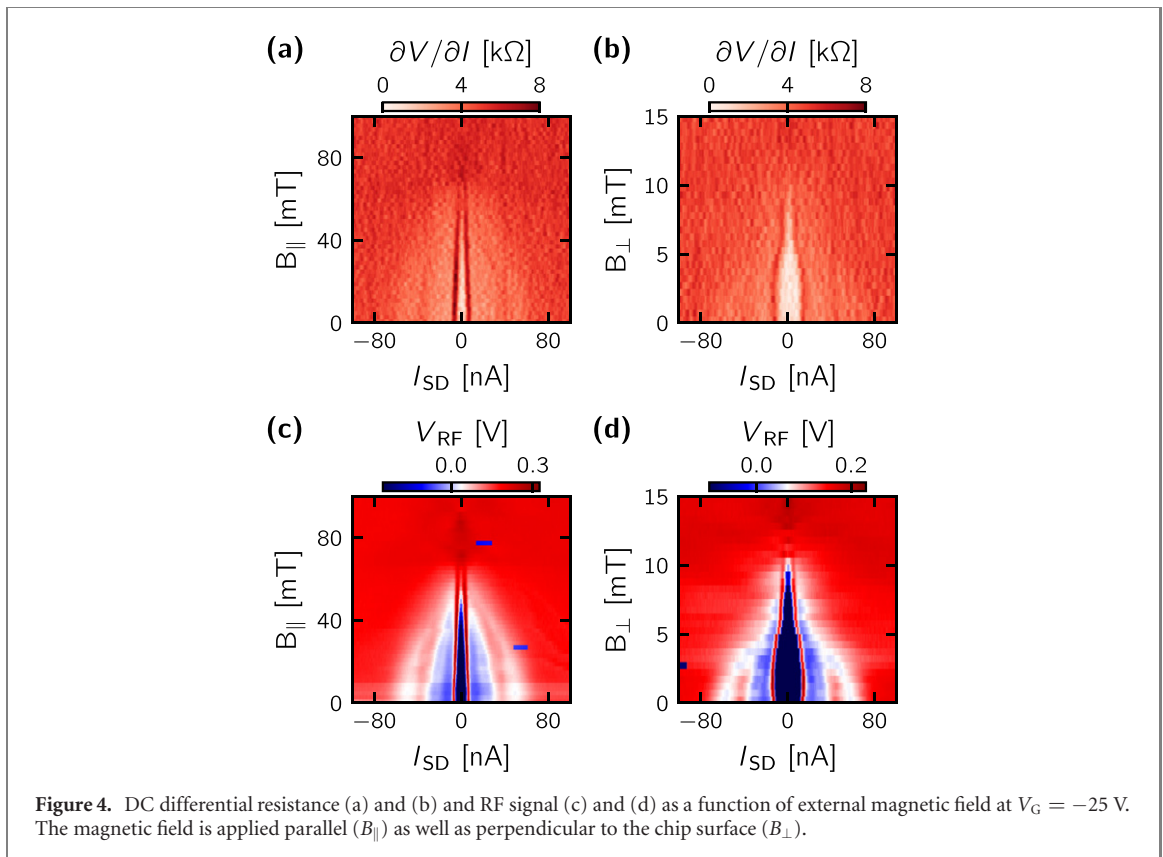 (a)
∂V/∂I [kΩ]
0 4 8
B∥ [mT]
80
40
0
−80 0 80
I_SD [nA]
(b)
∂V/∂I [kΩ]
0 4 8
B⊥ [mT]
15
10
5
0
−80 0 80
I_SD [nA]
(c)
V_RF [V]
0.0 0.3
B∥ [mT]
80
40
0
−80 0 80
I_SD [nA]
(d)
V_RF [V]
0.0 0.2
B⊥ [mT]
15
10
5
0
−80 0 80
I_SD [nA]
Figure 4. DC differential resistance (a) and (b) and RF signal (c) and (d) as a function of external magnetic field at V_G = −25 V.
The magnetic field is applied parallel (B∥) as well as perpendicular to the chip surface (B⊥).